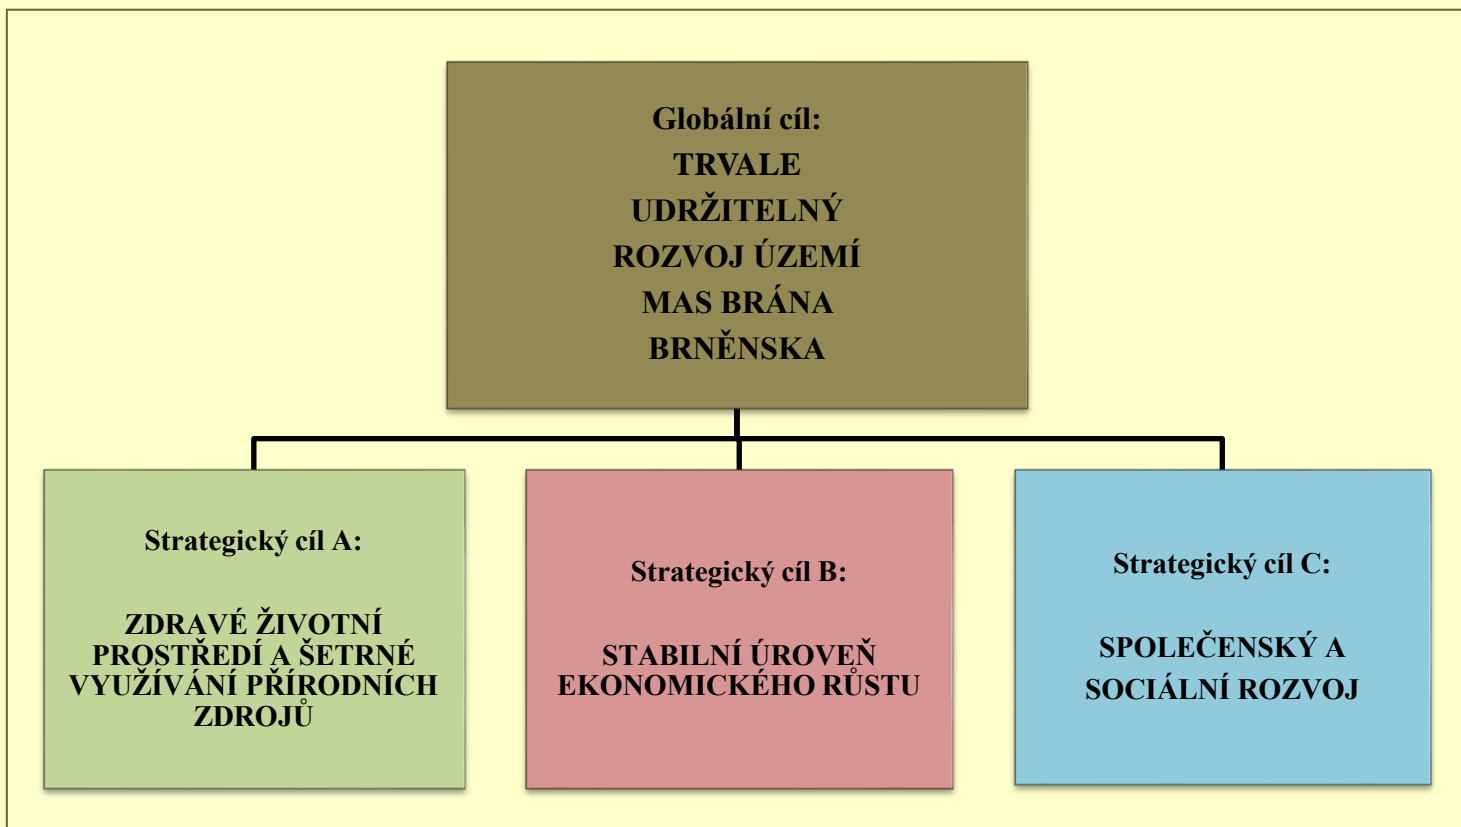 Globální cíl:
TRVALE
UDRŽITELNÝ
ROZVOJ ÚZEMÍ
MAS BRÁNA
BRNĚNSKA
Strategický cíl A:
ZDRAVÉ ŽIVOTNÍ
PROSTŘEDÍ A ŠETRNÉ
VYUŽÍVÁNÍ PŘÍRODNÍCH
ZDROJŮ
Strategický cíl B:
STABILNÍ ÚROVEŇ
EKONOMICKÉHO RŮSTU
Strategický cíl C:
SPOLEČENSKÝ A
SOCIÁLNÍ ROZVOJ